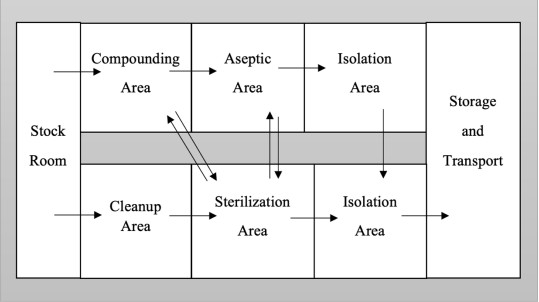 Stock
Room
Compounding
Area
Aseptic
Area
Isolation
Area
Cleanup
Area
Sterilization
Area
Isolation
Area
Storage
and
Transport